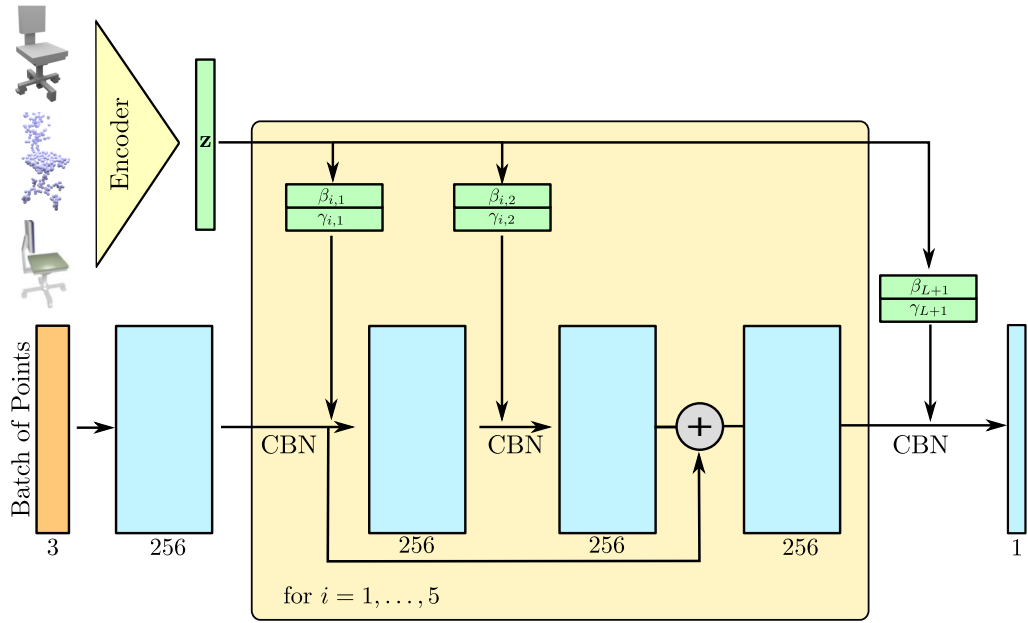 Encoder
z
β_{i,1}
γ_{i,1}
β_{i,2}
γ_{i,2}
β_{L+1}
γ_{L+1}
Batch of Points
CBN
CBN
+
CBN
3
256
256
256
256
1
for i = 1, . . . , 5